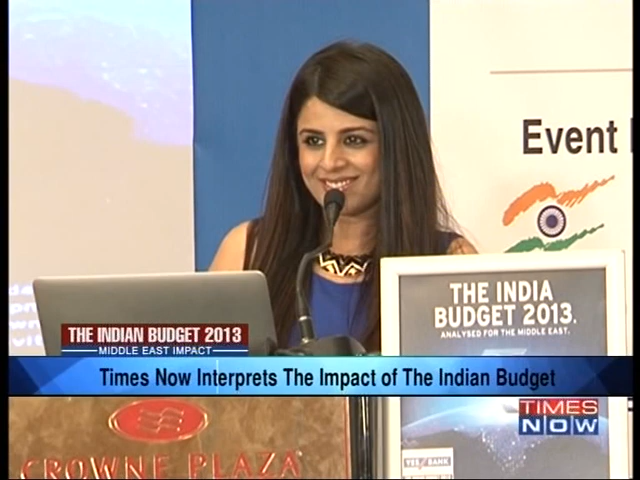 Event
THE INDIA
BUDGET 2013.
ANALYSED FOR THE MIDDLE EAST.
THE INDIAN BUDGET 2013
MIDDLE EAST IMPACT
Times Now Interprets The Impact of The Indian Budget
TIMES
NOW
YES BANK
CROWNE PLAZA